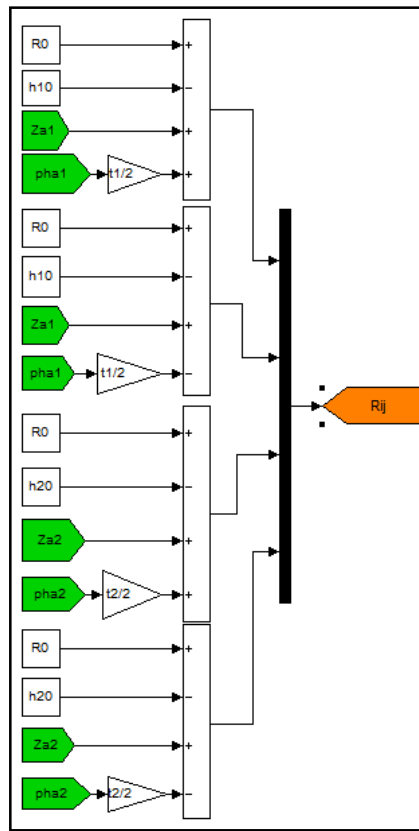 R0
+
h10
−
Za1
+
pha1
t1/2
+
R0
+
h10
−
Za1
+
pha1
t1/2
−
Rij
R0
+
h20
−
Za2
+
pha2
t2/2
+
R0
+
h20
−
Za2
+
pha2
t2/2
−